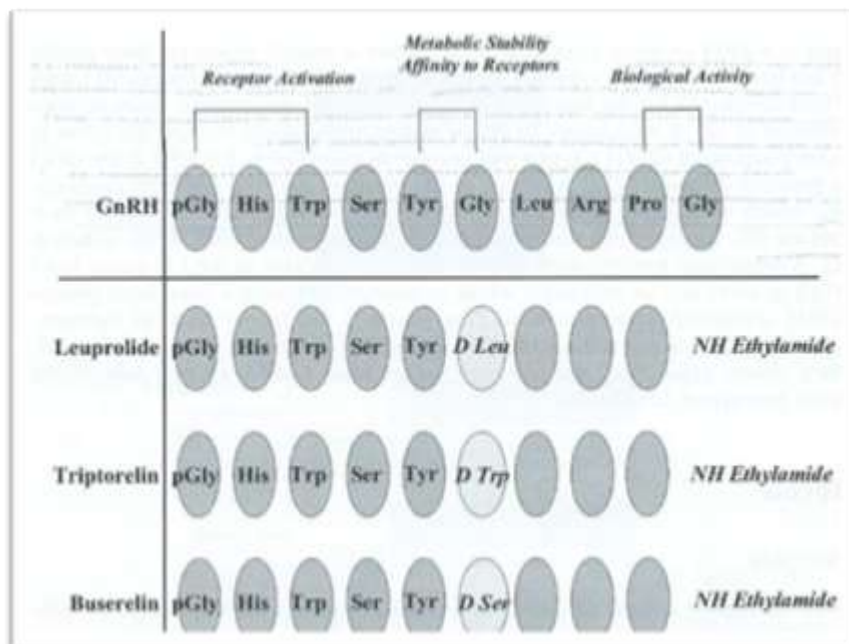 Metabolic Stability
Affinity to Receptors
Receptor Activation
Biological Activity
GnRH pGly His Trp Ser Tyr Gly Leu Arg Pro Gly
Leuprolide pGly His Trp Ser Tyr D Leu NH Ethylamide
Triptorelin pGly His Trp Ser Tyr D Trp NH Ethylamide
Buserelin pGly His Trp Ser Tyr D Ser NH Ethylamide